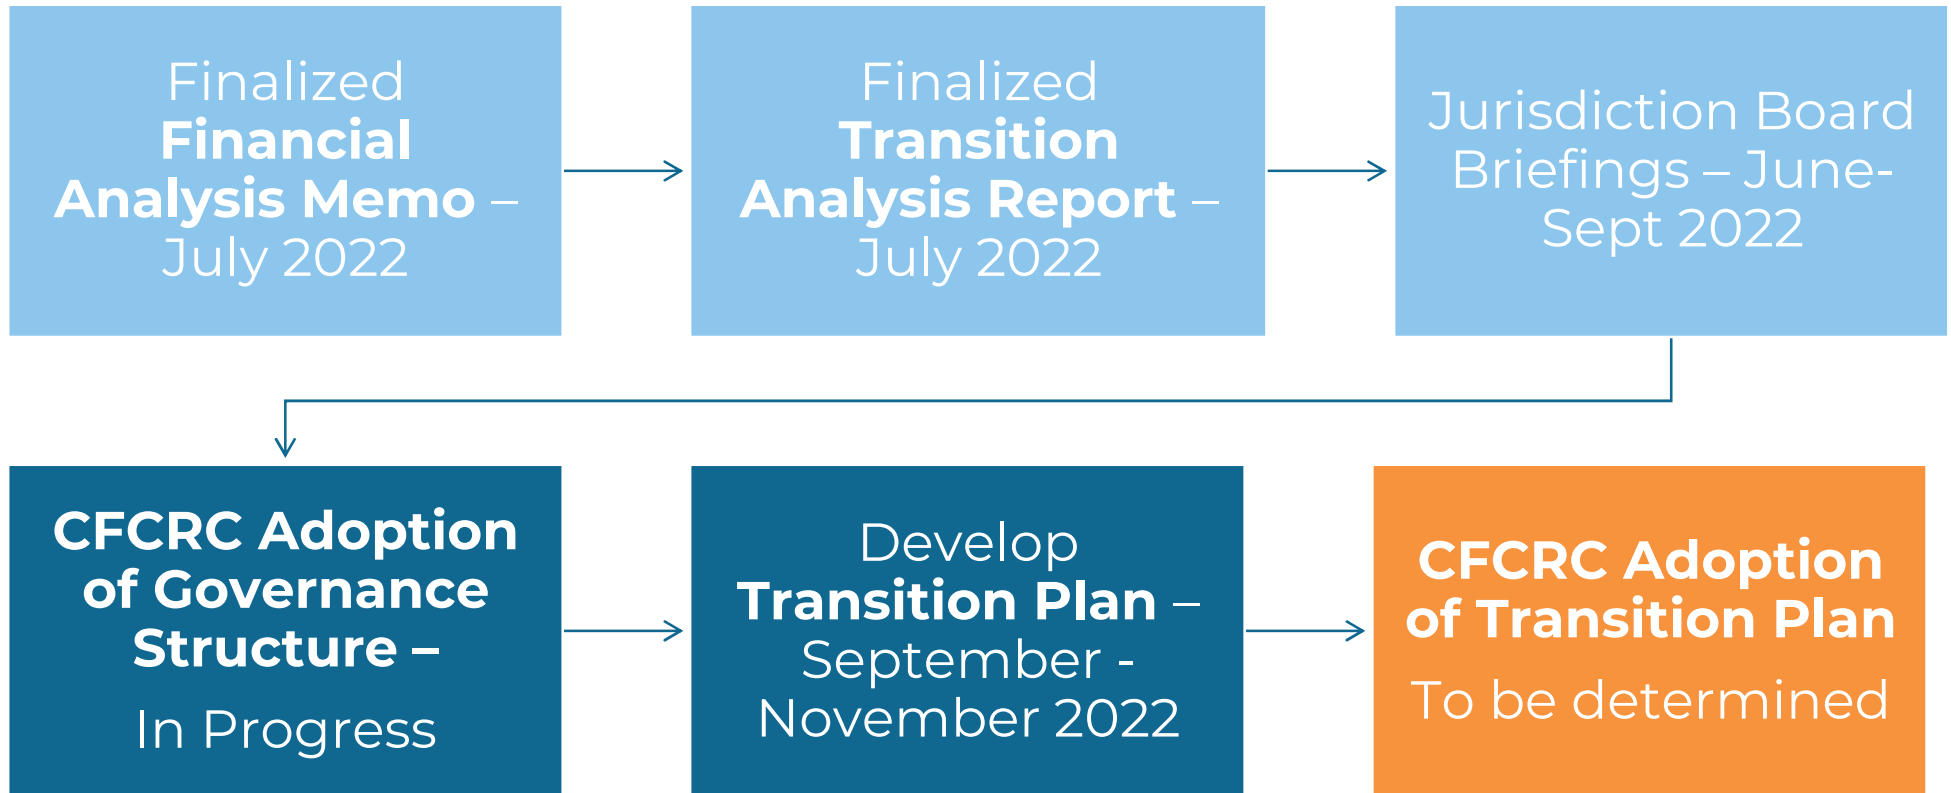 Finalized
Financial
Analysis Memo –
July 2022
Finalized
Transition
Analysis Report –
July 2022
Jurisdiction Board
Briefings – June-
Sept 2022
CFCRC Adoption
of Governance
Structure –
In Progress
Develop
Transition Plan –
September -
November 2022
CFCRC Adoption
of Transition Plan
To be determined